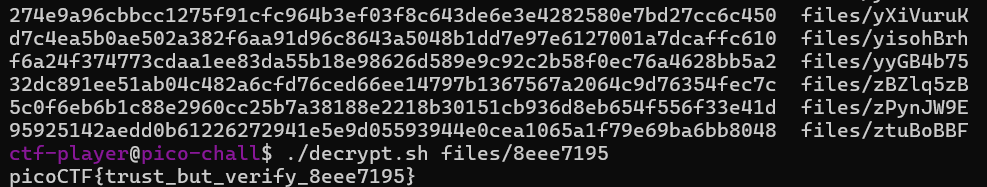 274e9a96cbbcc1275f91cfc964b3ef03f8c643de6e3e4282580e7bd27cc6c450  files/yXiVuruK
d7c4ea5b0ae502a382f6aa91d96c8643a5048b1dd7e97e6127001a7dcaffc610  files/yisohBrh
f6a24f374773cdaa1ee83da55b18e98626d589e9c92c2b58f0ec76a4628bb5a2  files/yyGB4b75
32dc891ee51ab04c482a6cfd76ced66ee14797b1367567a2064c9d76354fec7c  files/zBZlq5zB
5c0f6eb6b1c88e2960cc25b7a38188e2218b30151cb936d8eb654f556f33e41d  files/zPynJW9E
95925142aedd0b61226272941e5e9d05593944e0cea1065a1f79e69ba6bb8048  files/ztuBoBBF
ctf-player@pico-chall$ ./decrypt.sh files/8eee7195
picoCTF{trust_but_verify_8eee7195}